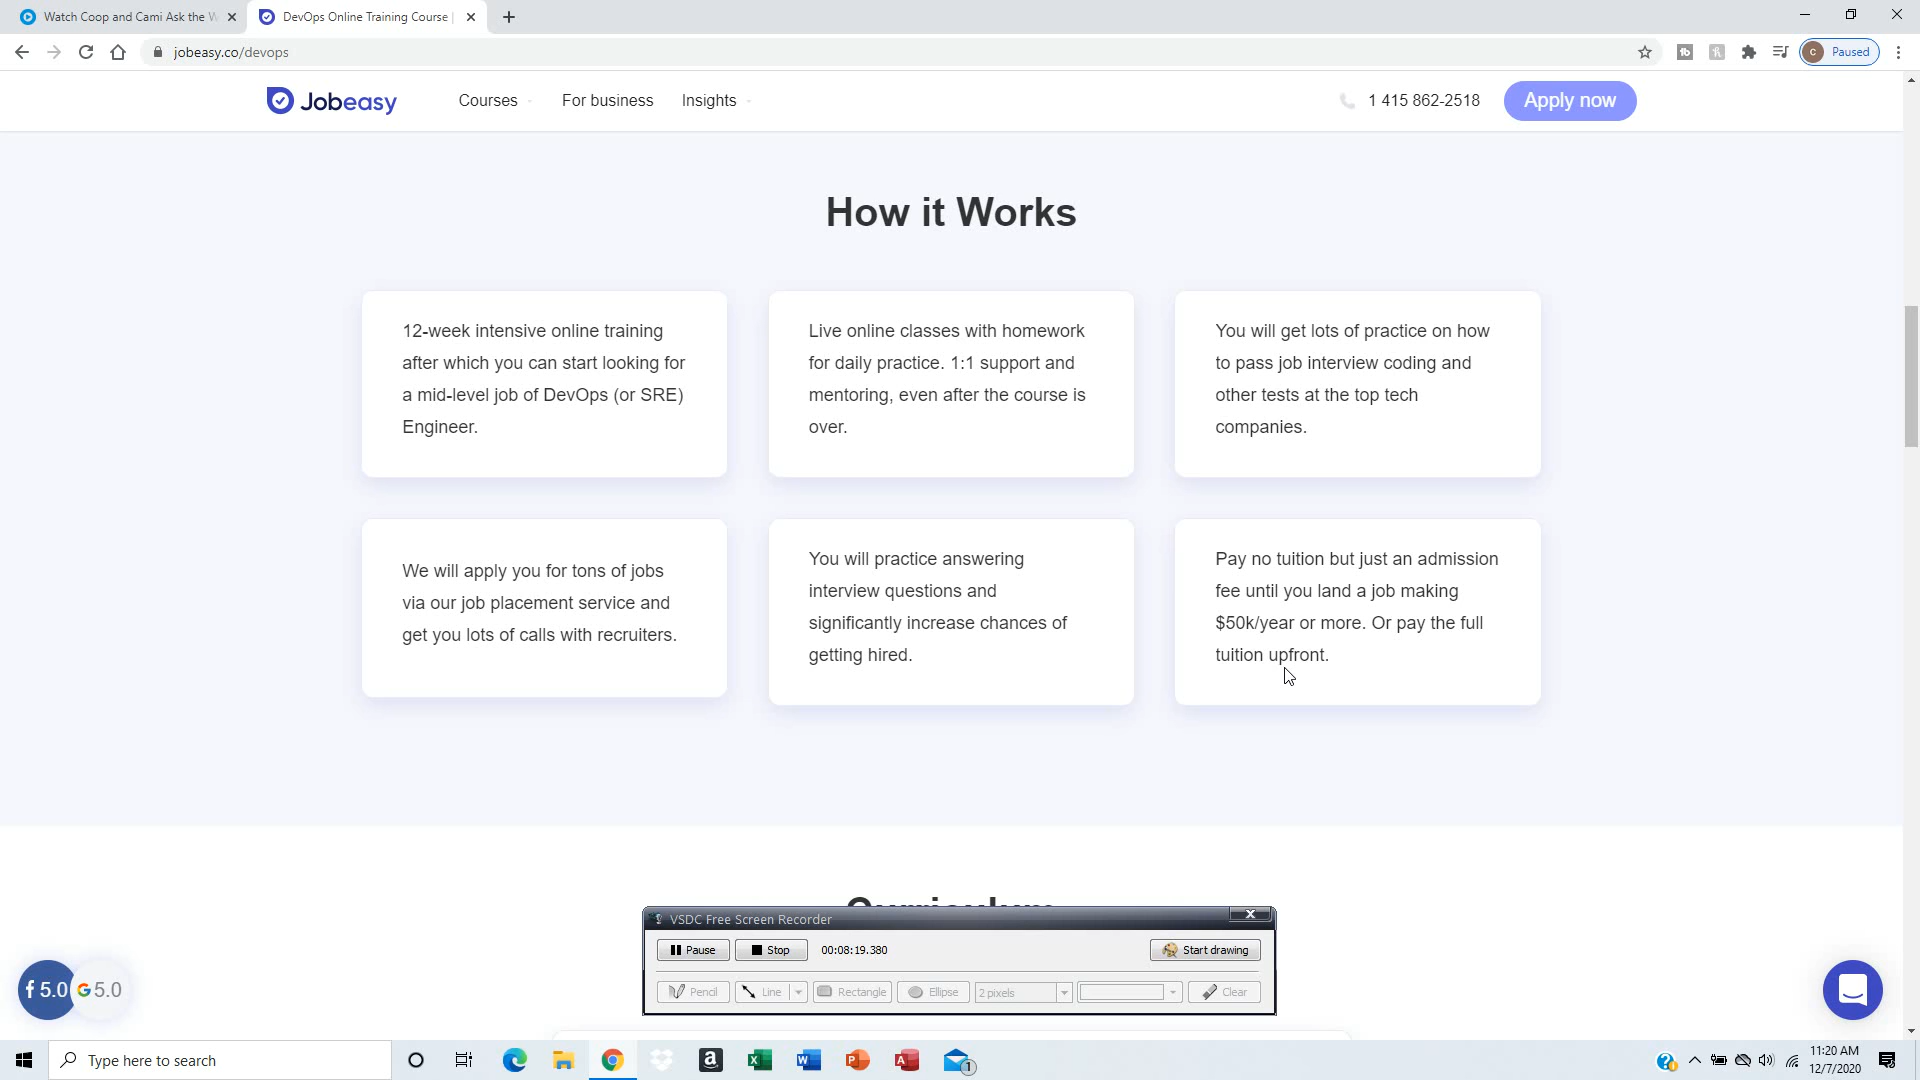 Watch Coop and Cami Ask the W
DevOps Online Training Course |
jobeasy.co/devops
Paused
Jobeasy
Courses
For business
Insights
1 415 862-2518
Apply now
How it Works
12-week intensive online training
after which you can start looking for
a mid-level job of DevOps (or SRE)
Engineer.
Live online classes with homework
for daily practice. 1:1 support and
mentoring, even after the course is
over.
You will get lots of practice on how
to pass job interview coding and
other tests at the top tech
companies.
We will apply you for tons of jobs
via our job placement service and
get you lots of calls with recruiters.
You will practice answering
interview questions and
significantly increase chances of
getting hired.
Pay no tuition but just an admission
fee until you land a job making
$50k/year or more. Or pay the full
tuition upfront.
VSDC Free Screen Recorder
Pause
Stop
00:08:19.380
Start drawing
Pencil
Line
Rectangle
Ellipse
2 pixels
Clear
5.0
5.0
Type here to search
11:20 AM
12/7/2020